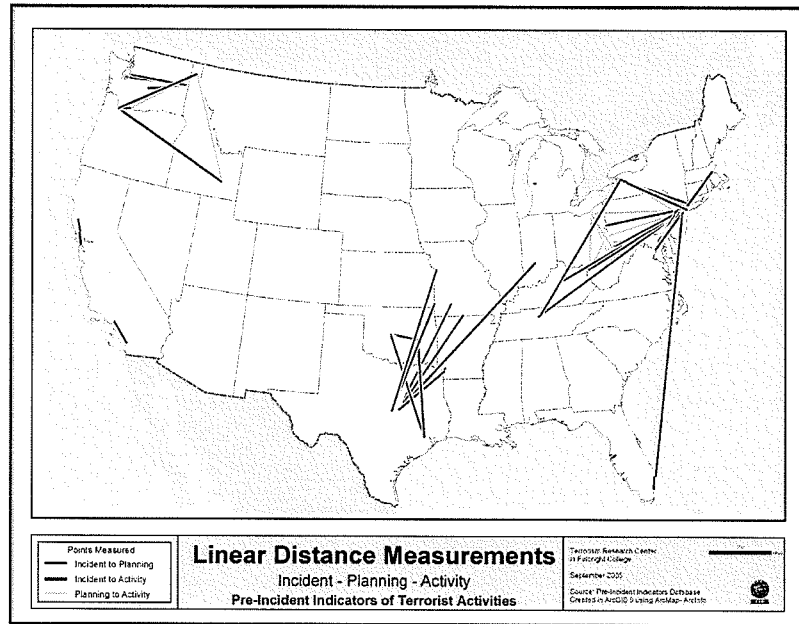 Points Measured
Incident to Planning
Incident to Activity
Planning to Activity
Linear Distance Measurements
Incident - Planning - Activity
Pre-Incident Indicators of Terrorist Activities
Terrorism Research Center
in Fulbright College
September 2005
Source: Pre-Incident Indicators Database
Created in ArcGIS 9 using ArcMap- ArcInfo